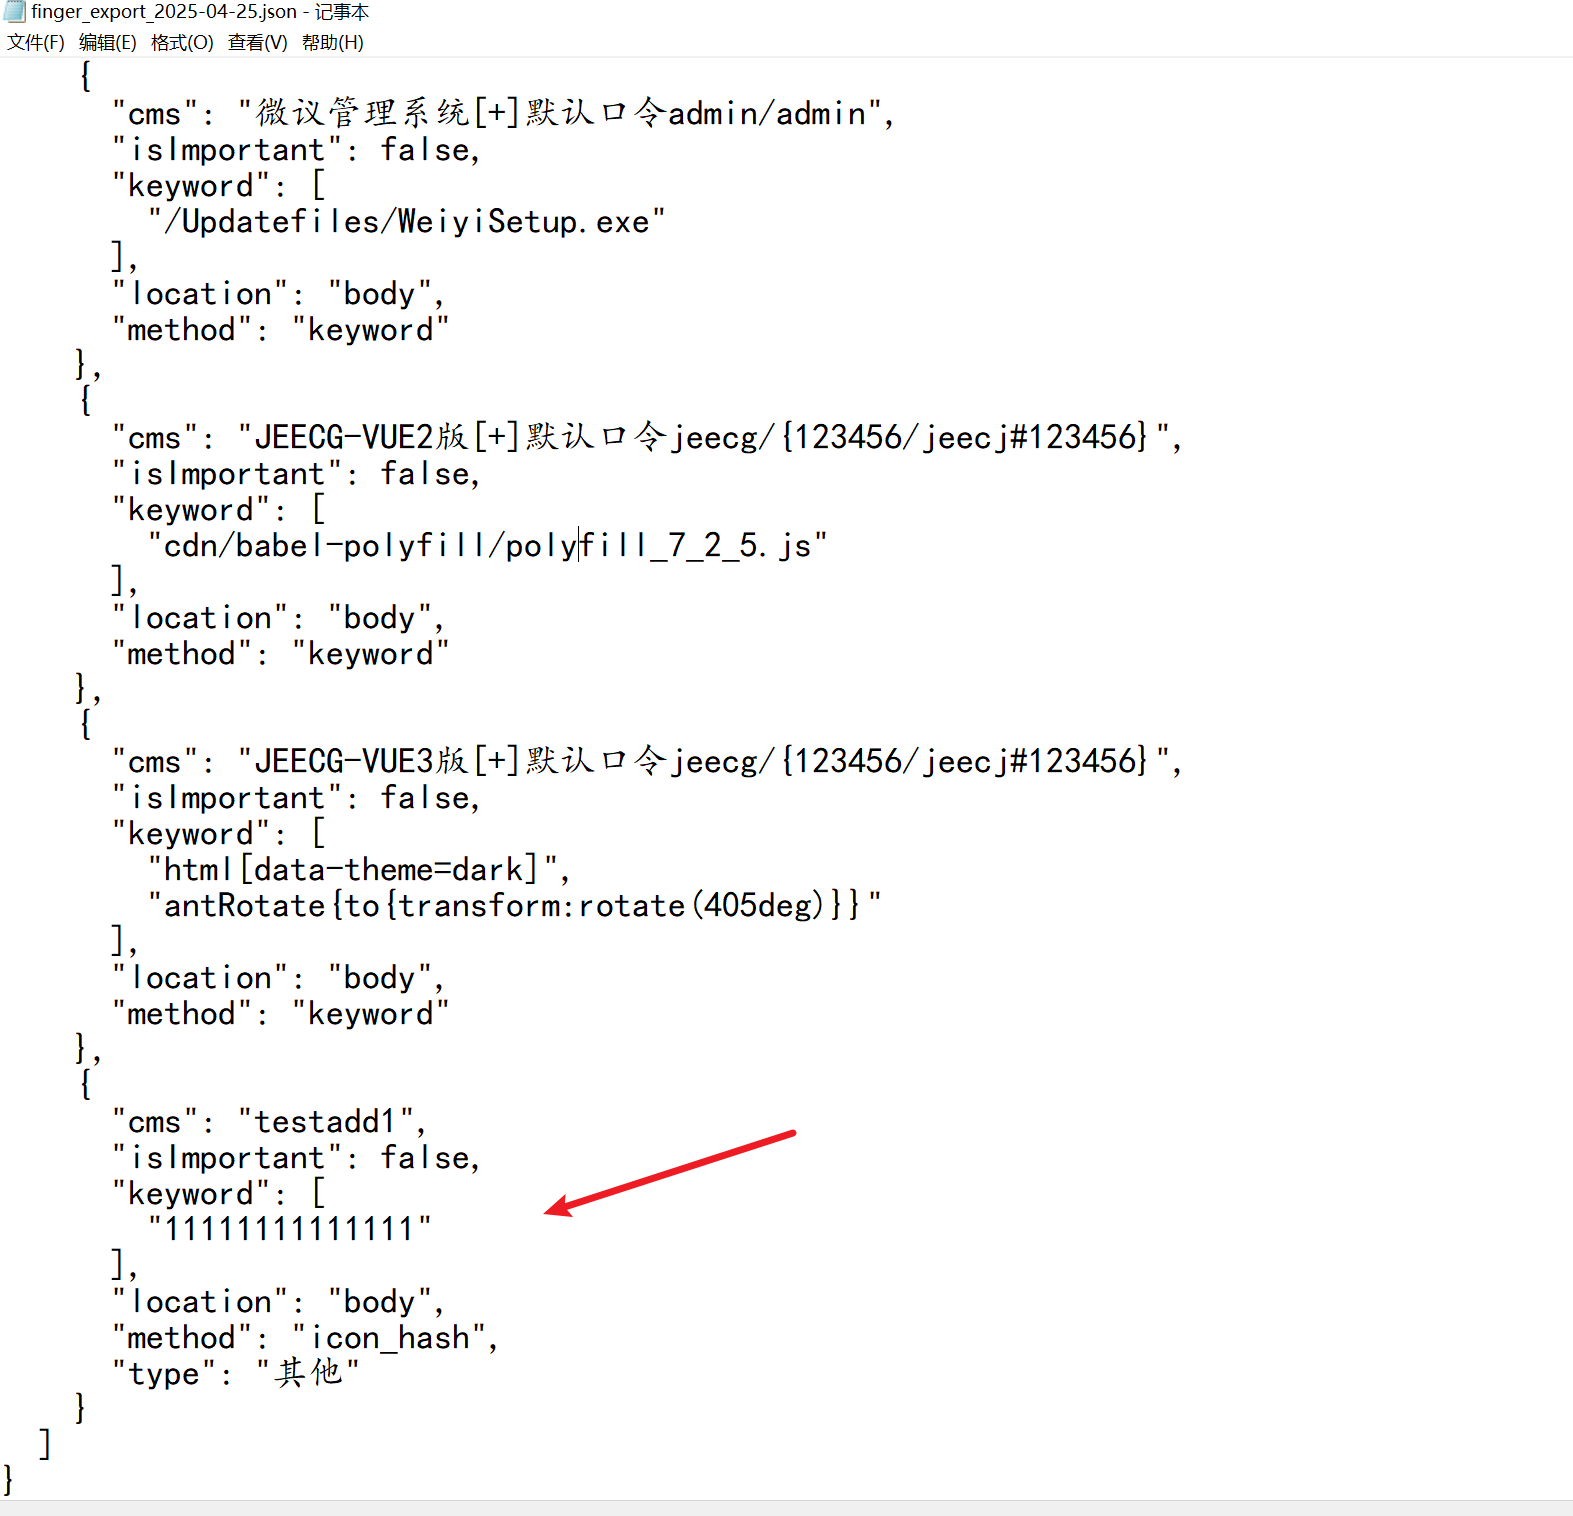 finger_export_2025-04-25.json - 记事本
文件(F) 编辑(E) 格式(O) 查看(V) 帮助(H)
{
"cms": "微议管理系统[+]默认口令admin/admin",
"isImportant": false,
"keyword": [
"/Updatefiles/WeiyiSetup.exe"
],
"location": "body",
"method": "keyword"
},
{
"cms": "JEECG-VUE2版[+]默认口令jeecg/{123456/jeecj#123456}",
"isImportant": false,
"keyword": [
"cdn/babel-polyfill/polyfill_7_2_5.js"
],
"location": "body",
"method": "keyword"
},
{
"cms": "JEECG-VUE3版[+]默认口令jeecg/{123456/jeecj#123456}",
"isImportant": false,
"keyword": [
"html[data-theme=dark]",
"antRotate{to{transform:rotate(405deg)}}"
],
"location": "body",
"method": "keyword"
},
{
"cms": "testadd1",
"isImportant": false,
"keyword": [
"11111111111111"
],
"location": "body",
"method": "icon_hash",
"type": "其他"
}
]
}